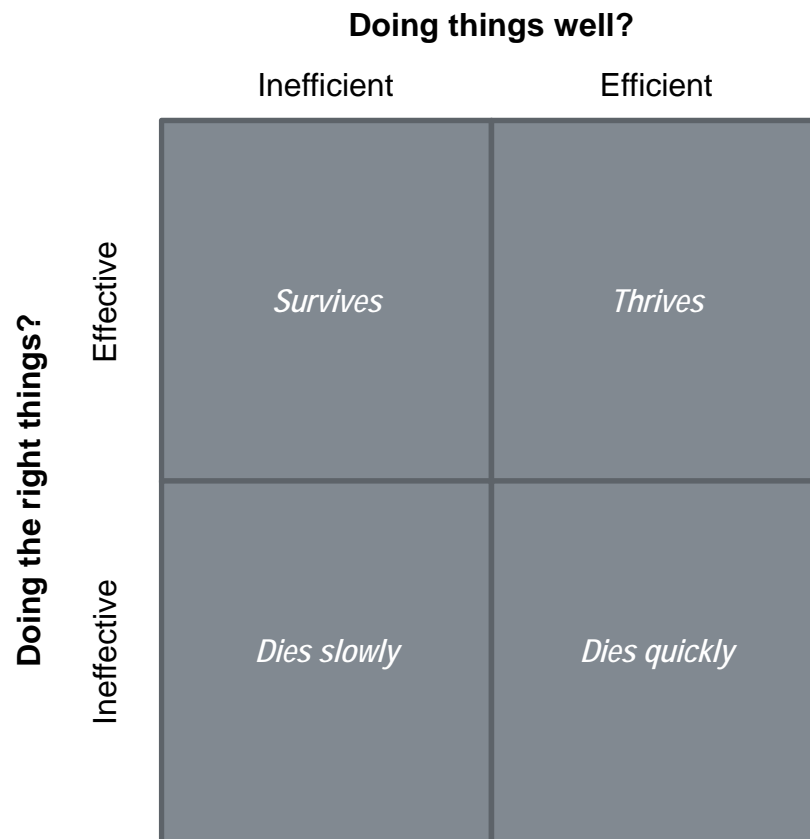 Doing things well?
Inefficient Efficient
Effective
Survives Thrives
Doing the right things?
Ineffective
Dies slowly Dies quickly